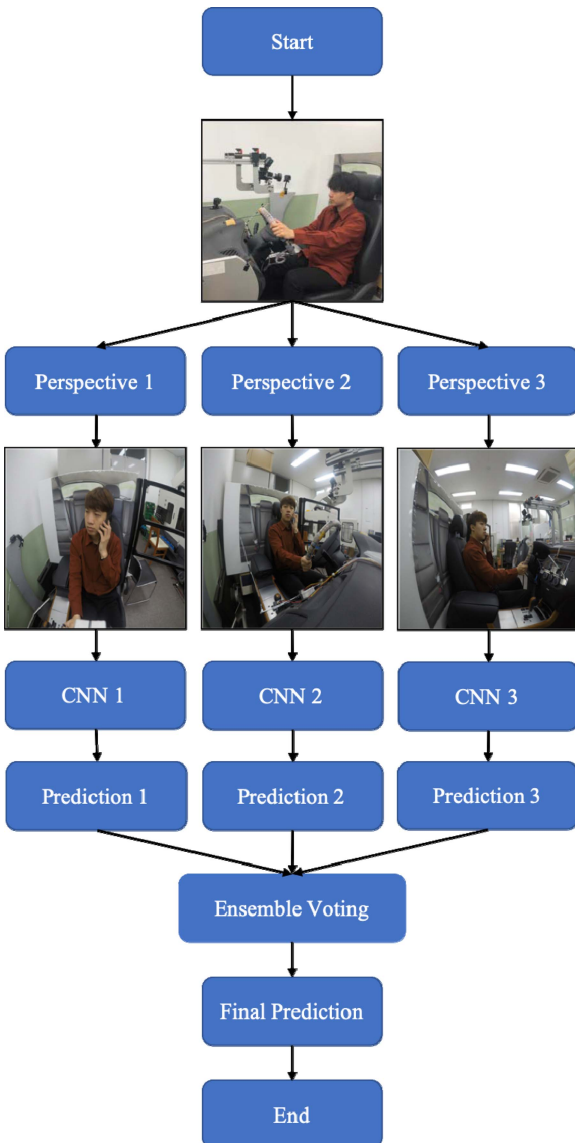 Start
Perspective 1
Perspective 2
Perspective 3
CNN 1
CNN 2
CNN 3
Prediction 1
Prediction 2
Prediction 3
Ensemble Voting
Final Prediction
End